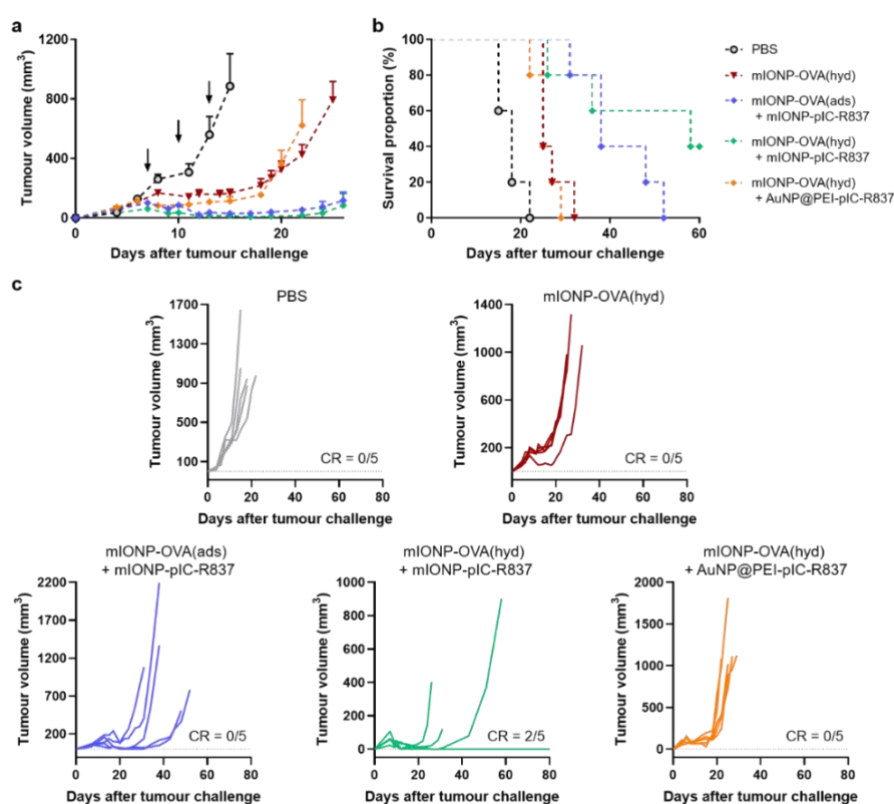 a
1200
800
400
0
Tumour volume (mm³)
0
10
20
Days after tumour challenge
b
100
80
60
40
20
0
Survival proportion (%)
0
20
40
60
Days after tumour challenge
PBS
mIONP-OVA(hyd)
mIONP-OVA(ads)
+ mIONP-pIC-R837
mIONP-OVA(hyd)
+ mIONP-pIC-R837
mIONP-OVA(hyd)
+ AuNP@PEI-pIC-R837
c
PBS
1700
1300
900
500
100
Tumour volume (mm³)
CR = 0/5
0
20
40
60
80
Days after tumour challenge
mIONP-OVA(hyd)
1400
1000
600
200
Tumour volume (mm³)
CR = 0/5
0
20
40
60
80
Days after tumour challenge
mIONP-OVA(ads)
+ mIONP-pIC-R837
2200
1700
1200
700
200
Tumour volume (mm³)
CR = 0/5
0
20
40
60
80
Days after tumour challenge
mIONP-OVA(hyd)
+ mIONP-pIC-R837
1000
800
600
400
200
0
Tumour volume (mm³)
CR = 2/5
0
20
40
60
80
Days after tumour challenge
mIONP-OVA(hyd)
+ AuNP@PEI-pIC-R837
2000
1500
1000
500
0
Tumour volume (mm³)
CR = 0/5
0
20
40
60
80
Days after tumour challenge